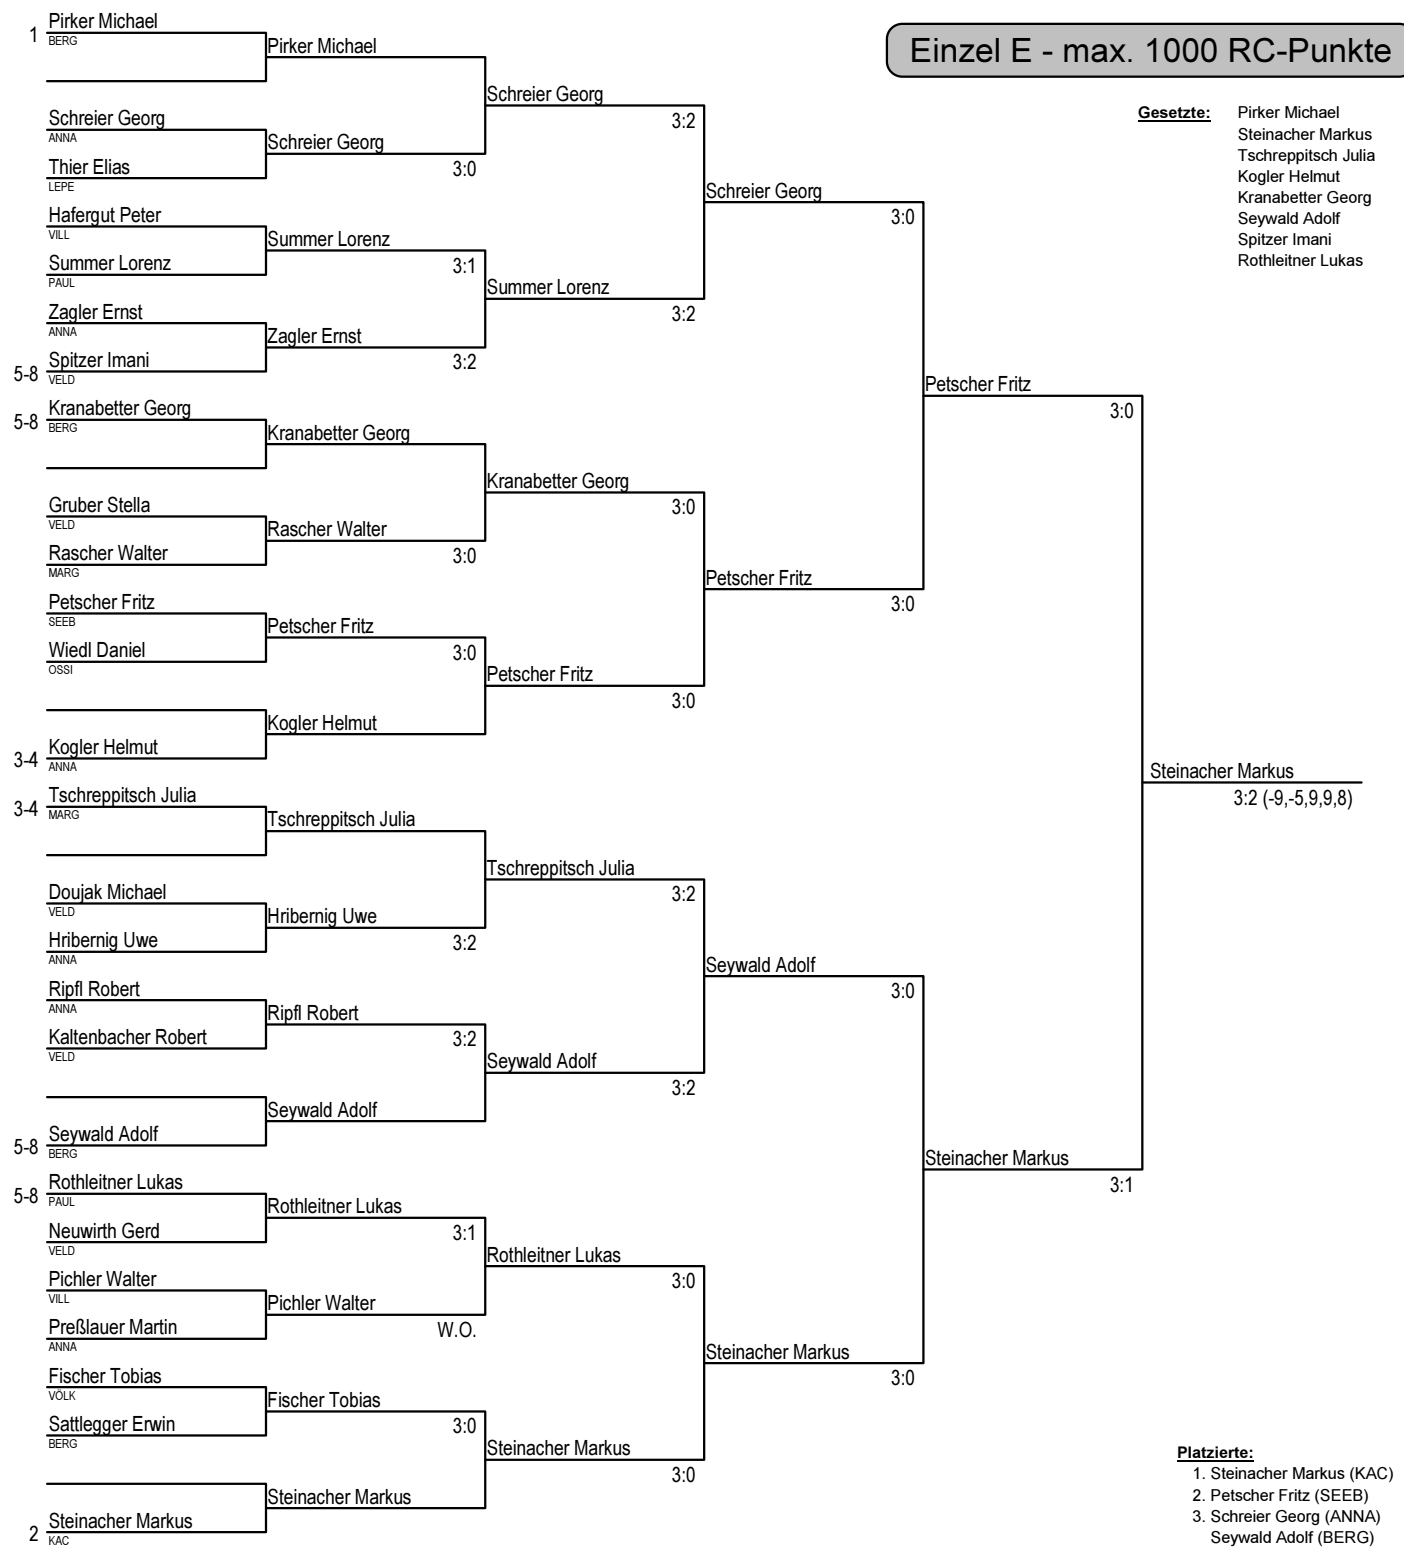 Einzel E - max. 1000 RC-Punkte
Gesetzte:
Pirker Michael
Steinacher Markus
Tschreppitsch Julia
Kogler Helmut
Kranabetter Georg
Seywald Adolf
Spitzer Imani
Rothleitner Lukas
1
Pirker Michael
BERG
Schreier Georg
ANNA
Thier Elias
LEPE
Hafergut Peter
VILL
Summer Lorenz
PAUL
Zagler Ernst
ANNA
5-8
Spitzer Imani
VELD
5-8
Kranabetter Georg
BERG
Gruber Stella
VELD
Rascher Walter
MARG
Petscher Fritz
SEEB
Wiedl Daniel
OSSI
3-4
Kogler Helmut
ANNA
3-4
Tschreppitsch Julia
MARG
Doujak Michael
VELD
Hribernig Uwe
ANNA
Ripfl Robert
ANNA
Kaltenbacher Robert
VELD
5-8
Seywald Adolf
BERG
5-8
Rothleitner Lukas
PAUL
Neuwirth Gerd
VELD
Pichler Walter
VILL
Preßlauer Martin
ANNA
Fischer Tobias
VÖLK
Sattlegger Erwin
BERG
2
Steinacher Markus
KAC
Pirker Michael
Schreier Georg
3:0
Summer Lorenz
3:1
Zagler Ernst
3:2
Kranabetter Georg
Rascher Walter
3:0
Petscher Fritz
3:0
Kogler Helmut
Tschreppitsch Julia
Hribernig Uwe
3:2
Ripfl Robert
3:2
Seywald Adolf
Rothleitner Lukas
3:1
Pichler Walter
W.O.
Fischer Tobias
3:0
Steinacher Markus
Schreier Georg
3:2
Summer Lorenz
3:2
Kranabetter Georg
3:0
Petscher Fritz
3:0
Tschreppitsch Julia
3:2
Seywald Adolf
3:2
Rothleitner Lukas
3:0
Steinacher Markus
3:0
Schreier Georg
3:0
Petscher Fritz
3:0
Seywald Adolf
3:0
Steinacher Markus
3:0
Petscher Fritz
3:0
Steinacher Markus
3:1
Steinacher Markus
3:2 (-9,-5,9,9,8)
Platzierte:
1. Steinacher Markus (KAC)
2. Petscher Fritz (SEEB)
3. Schreier Georg (ANNA)
Seywald Adolf (BERG)